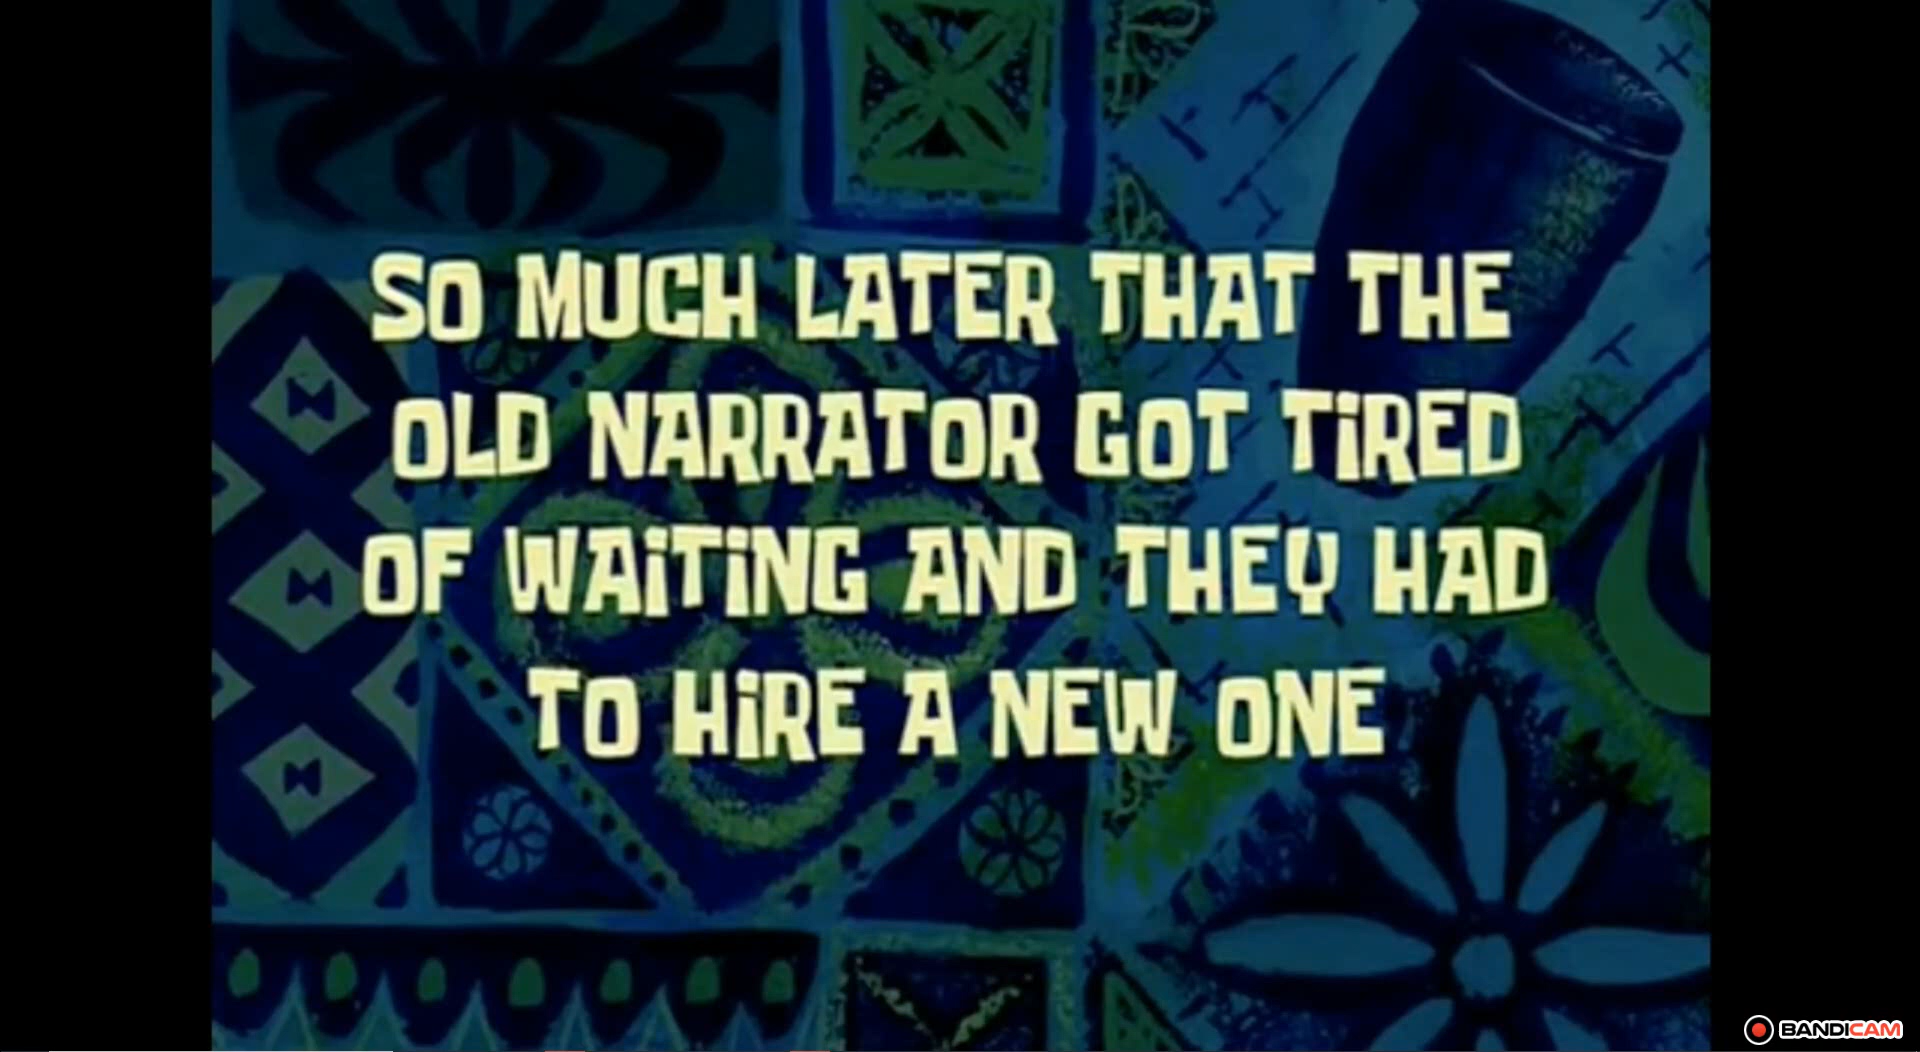 SO MUCH LATER THAT THE
OLD NARRATOR GOT TIRED
OF WAITING AND THEY HAD
TO HIRE A NEW ONE
BANDICAM